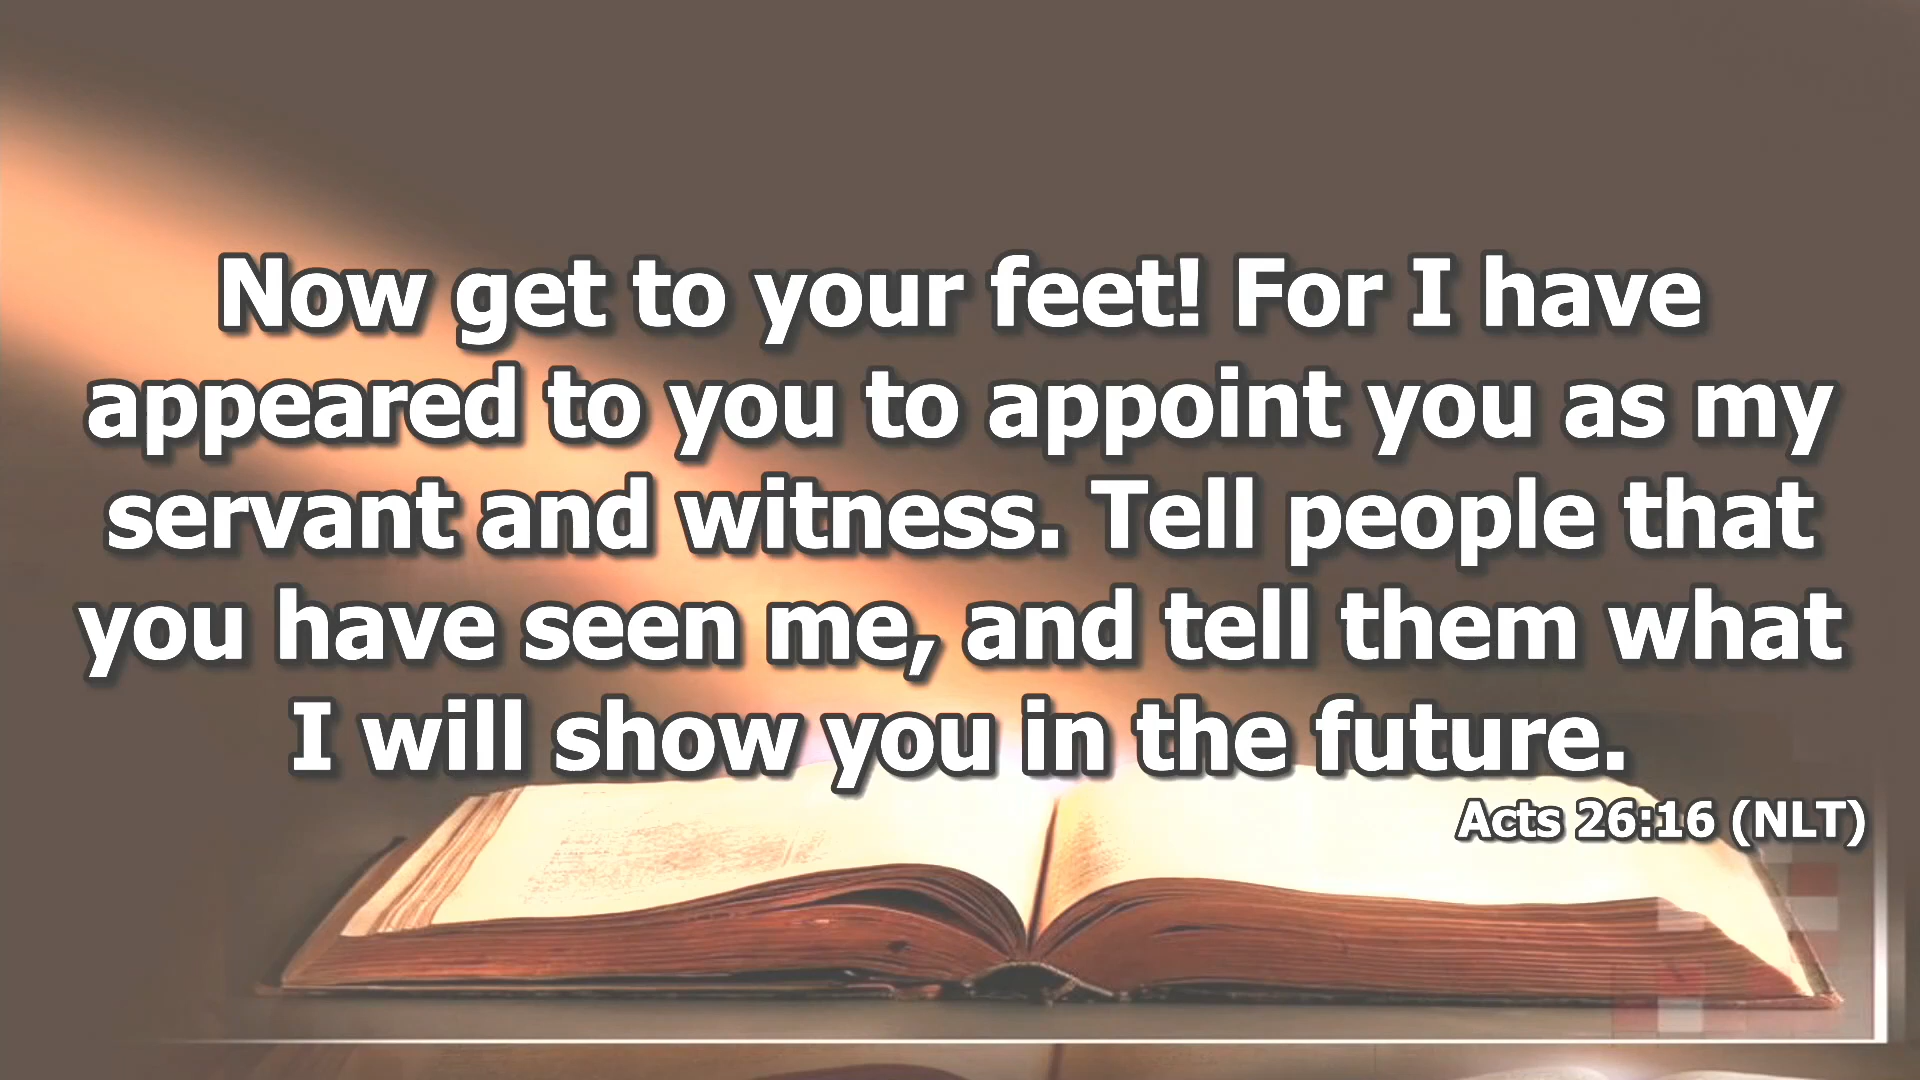 Now get to your feet! For I have
appeared to you to appoint you as my
servant and witness. Tell people that
you have seen me, and tell them what
I will show you in the future.
Acts 26:16 (NLT)